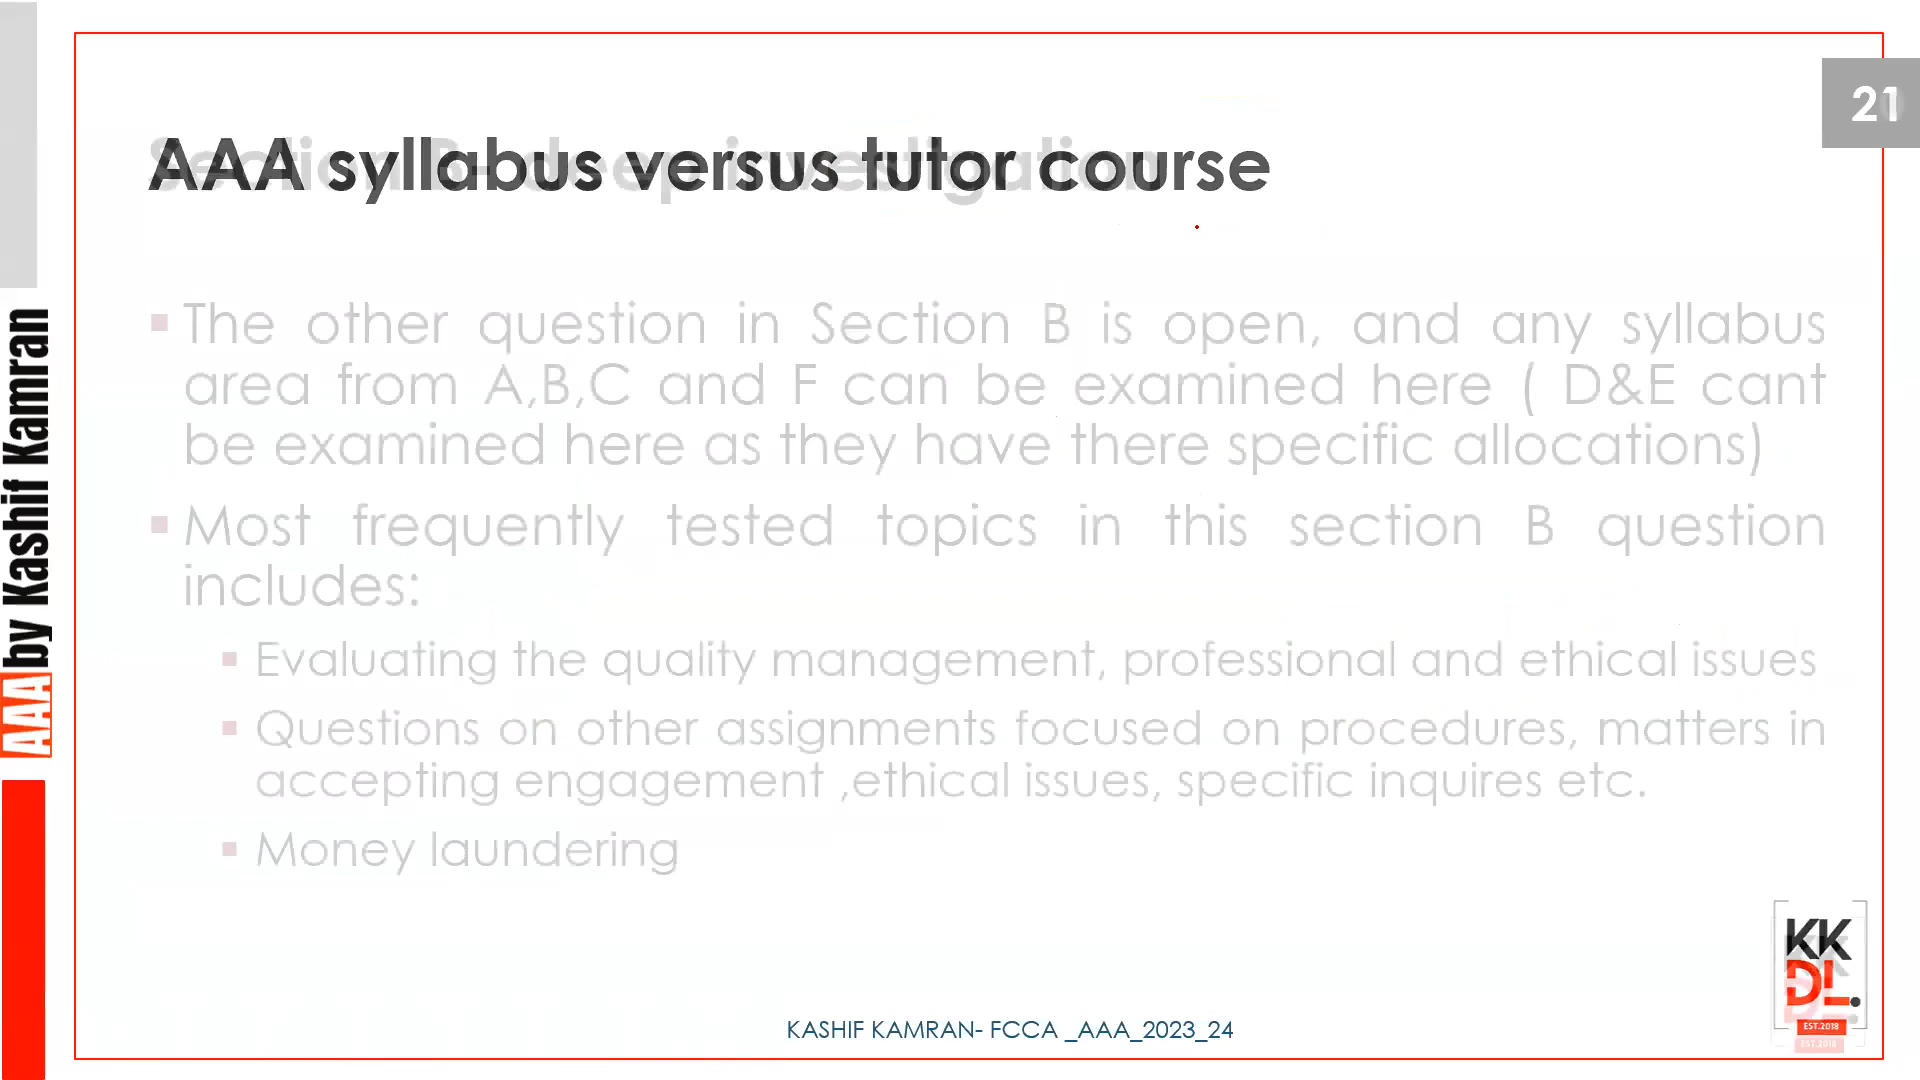 21
AAA syllabus versus tutor course
Section B- deep investigation
The other question in Section B is open, and any syllabus
area from A,B,C and F can be examined here ( D&E cant
be examined here as they have there specific allocations)
Most frequently tested topics in this section B question
includes:
Evaluating the quality management, professional and ethical issues
Questions on other assignments focused on procedures, matters in
accepting engagement ,ethical issues, specific inquires etc.
Money laundering
AAA by Kashif Kamran
KK
DL.
EST.2018
KASHIF KAMRAN- FCCA _AAA_2023_24